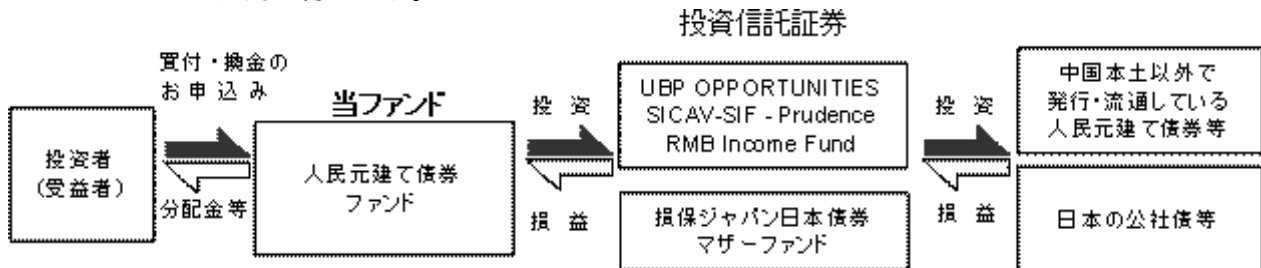 投資信託証券
買付・換金の
お申込み
当ファンド
投資者
(受益者)
分配金等
人民元建て債券
ファンド
投資
損益
UBP OPPORTUNITIES
SICAV-SIF - Prudence
RMB Income Fund
損保ジャパン日本債券
マザーファンド
投資
損益
中国本土以外で
発行・流通している
人民元建て債券等
日本の公社債等